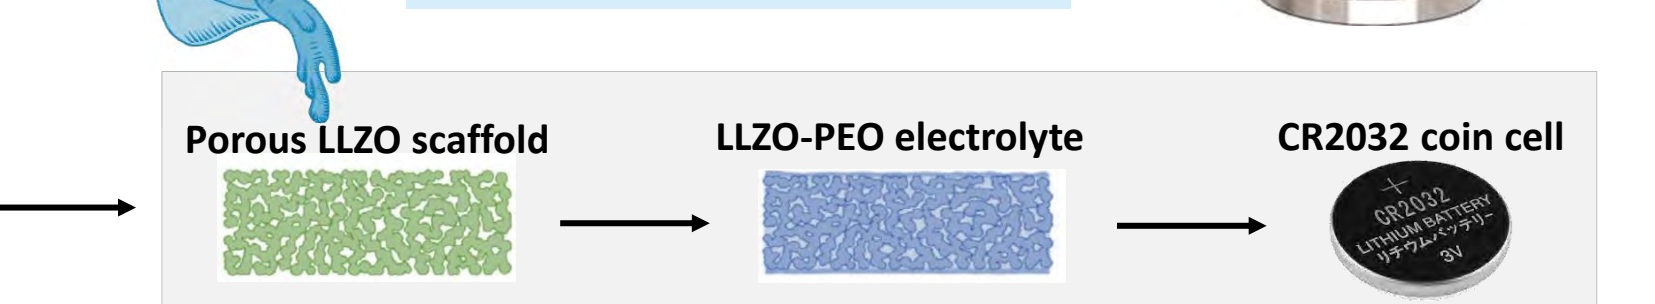 Porous LLZO scaffold
LLZO-PEO electrolyte
CR2032 coin cell
CR2032
LITHIUM BATTERY
リチウムバッテリー
3V